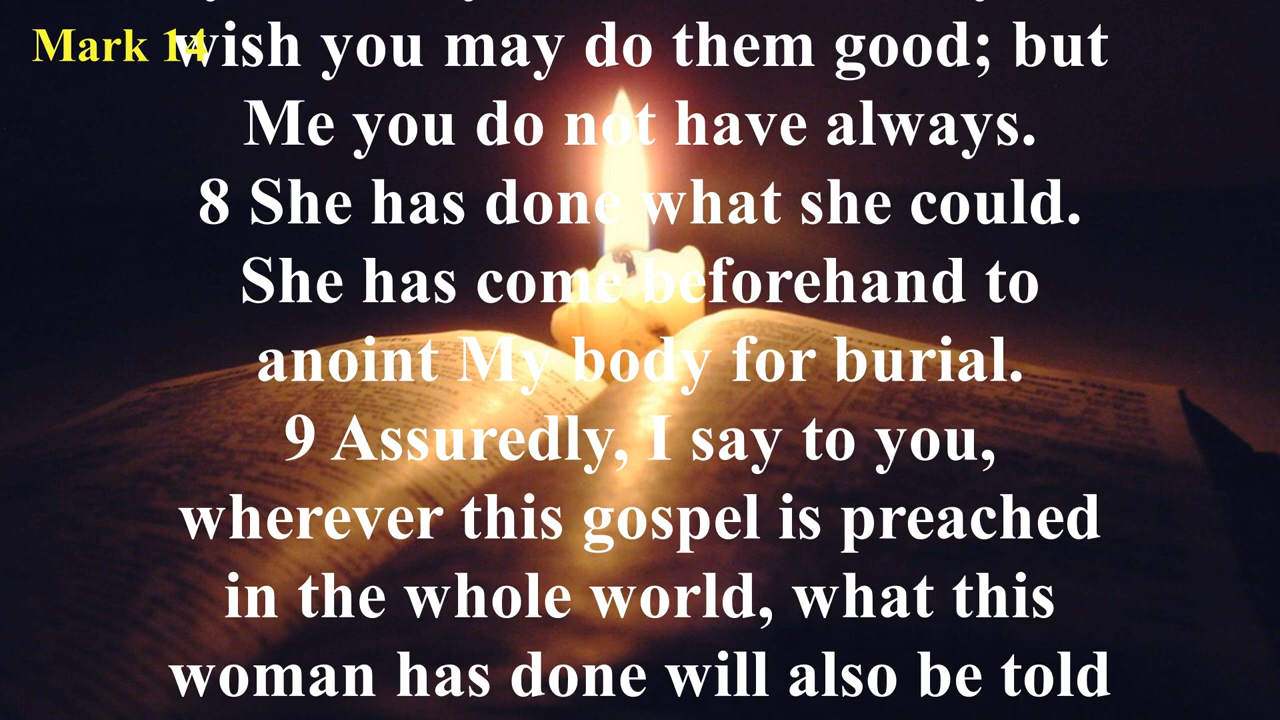 Mark 14
wish you may do them good; but
Me you do not have always.
8 She has done what she could.
She has come beforehand to
anoint My body for burial.
9 Assuredly, I say to you,
wherever this gospel is preached
in the whole world, what this
woman has done will also be told